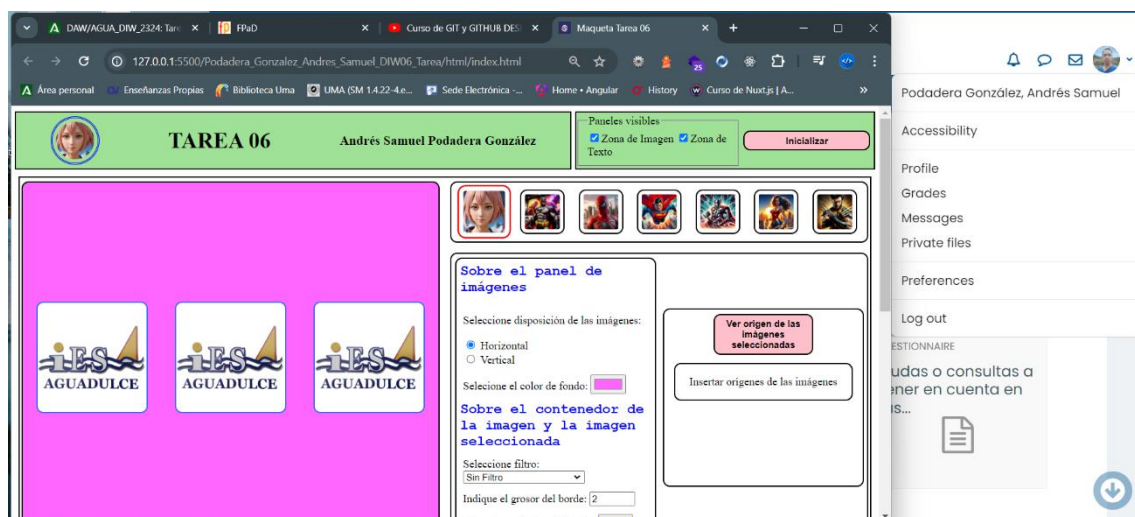 DAW/AGUA_DIW_2324: Tare
FPaD
Curso de GIT y GITHUB DES
Maqueta Tarea 06
127.0.0.1:5500/Podadera_Gonzalez_Andres_Samuel_DIW06_Tarea/html/index.html
25
Área personal
Enseñanzas Propias
Biblioteca Uma
UMA (SM 1.4.22-4.e...
Sede Electrónica -...
Home • Angular
History
Curso de Nuxt.js | A...
»
TAREA 06
Andrés Samuel Podadera González
Paneles visibles
Zona de Imagen Zona de
Texto
Inicializar
iES AGUADULCE
iES AGUADULCE
iES AGUADULCE
Sobre el panel de
imágenes
Seleccione disposición de las imágenes:
Horizontal
Vertical
Selecione el color de fondo:
Sobre el contenedor de
la imagen y la imagen
seleccionada
Seleccione filtro:
Sin Filtro
Indique el grosor del borde: 2
Ver origen de las
imágenes
seleccionadas
Insertar orígenes de las imágenes
Podadera González, Andrés Samuel
Accessibility
Profile
Grades
Messages
Private files
Preferences
Log out
ESTIONNAIRE
udas o consultas a
ener en cuenta en
as...